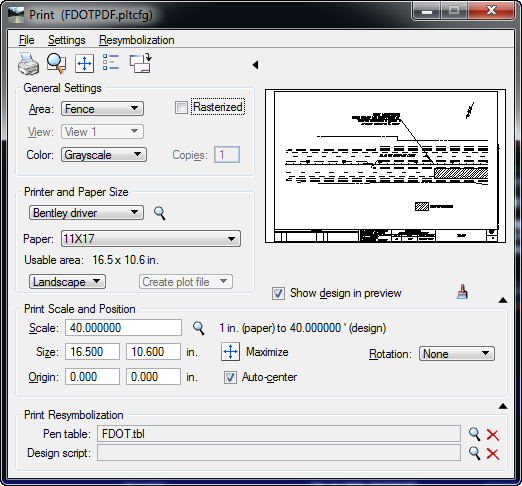 Print (FDOTPDF.pltcfg)
File Settings Resymbolization
General Settings
Area: Fence Rasterized
View: View 1
Color: Grayscale Copies: 1
Printer and Paper Size
Bentley driver
Paper: 11X17
Usable area: 16.5 x 10.6 in.
Landscape Create plot file
Show design in preview
Print Scale and Position
Scale: 40.000000 1 in. (paper) to 40.000000 ' (design)
Size: 16.500 10.600 in. Maximize Rotation: None
Origin: 0.000 0.000 in. Auto-center
Print Resymbolization
Pen table: FDOT.tbl
Design script: